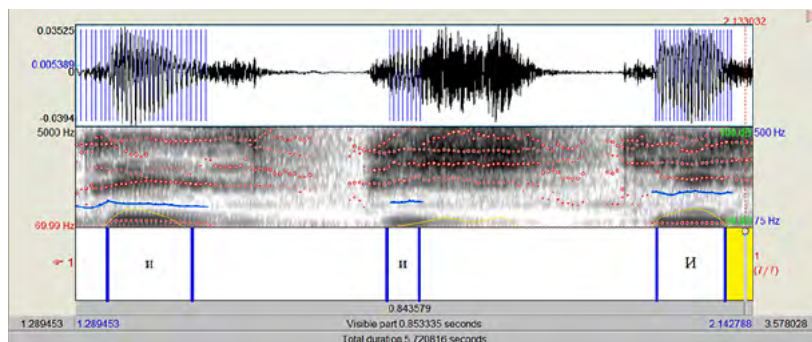 2.133032
0.03525
0.005389
0
-0.0394
5000 Hz 500 Hz
69.99 Hz 75 Hz
1 и и И 1
(7/7)
0.843579
1.289453 1.289453 Visible part 0.853335 seconds 2.142788 3.578028
Total duration 5.720816 seconds